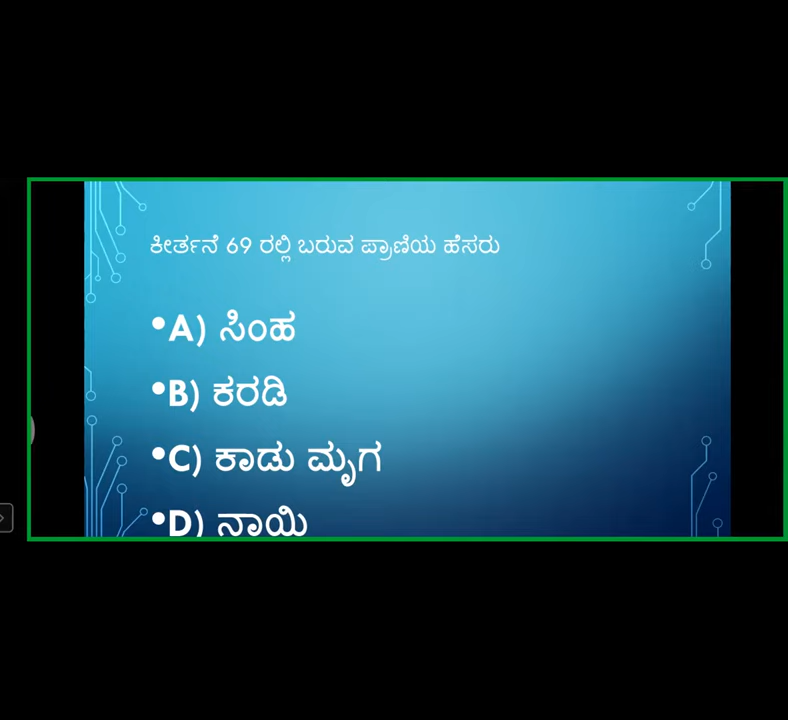 ಕೀರ್ತನೆ 69 ರಲ್ಲಿ ಬರುವ ಪ್ರಾಣಿಯ ಹೆಸರು
•A) ಸಿಂಹ
•B) ಕರಡಿ
•C) ಕಾಡು ಮೃಗ
•D) ನಾಯಿ